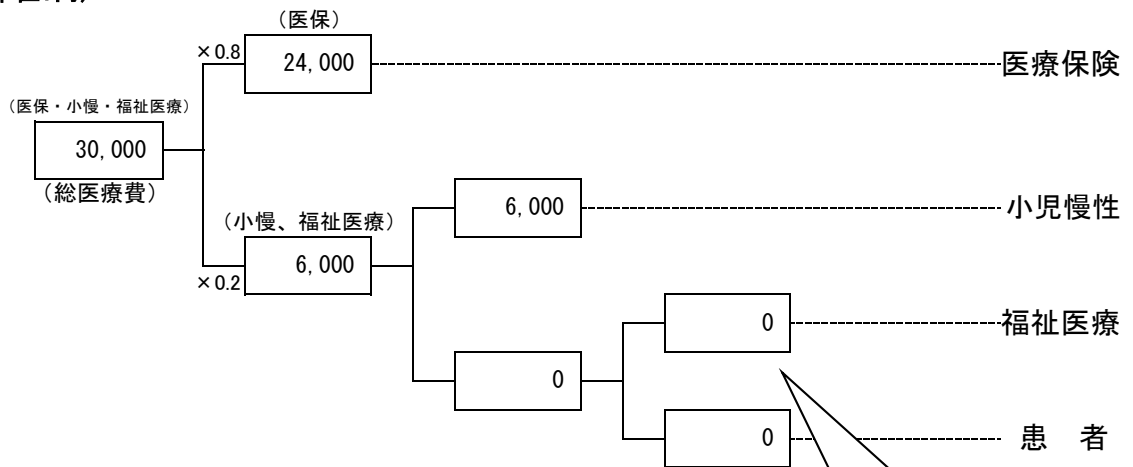 (医保)
×0.8
24,000
医療保険
(医保・小慢・福祉医療)
30,000
(総医療費)
6,000
小児慢性
(小慢、福祉医療)
6,000
×0.2
0
福祉医療
0
0
患 者